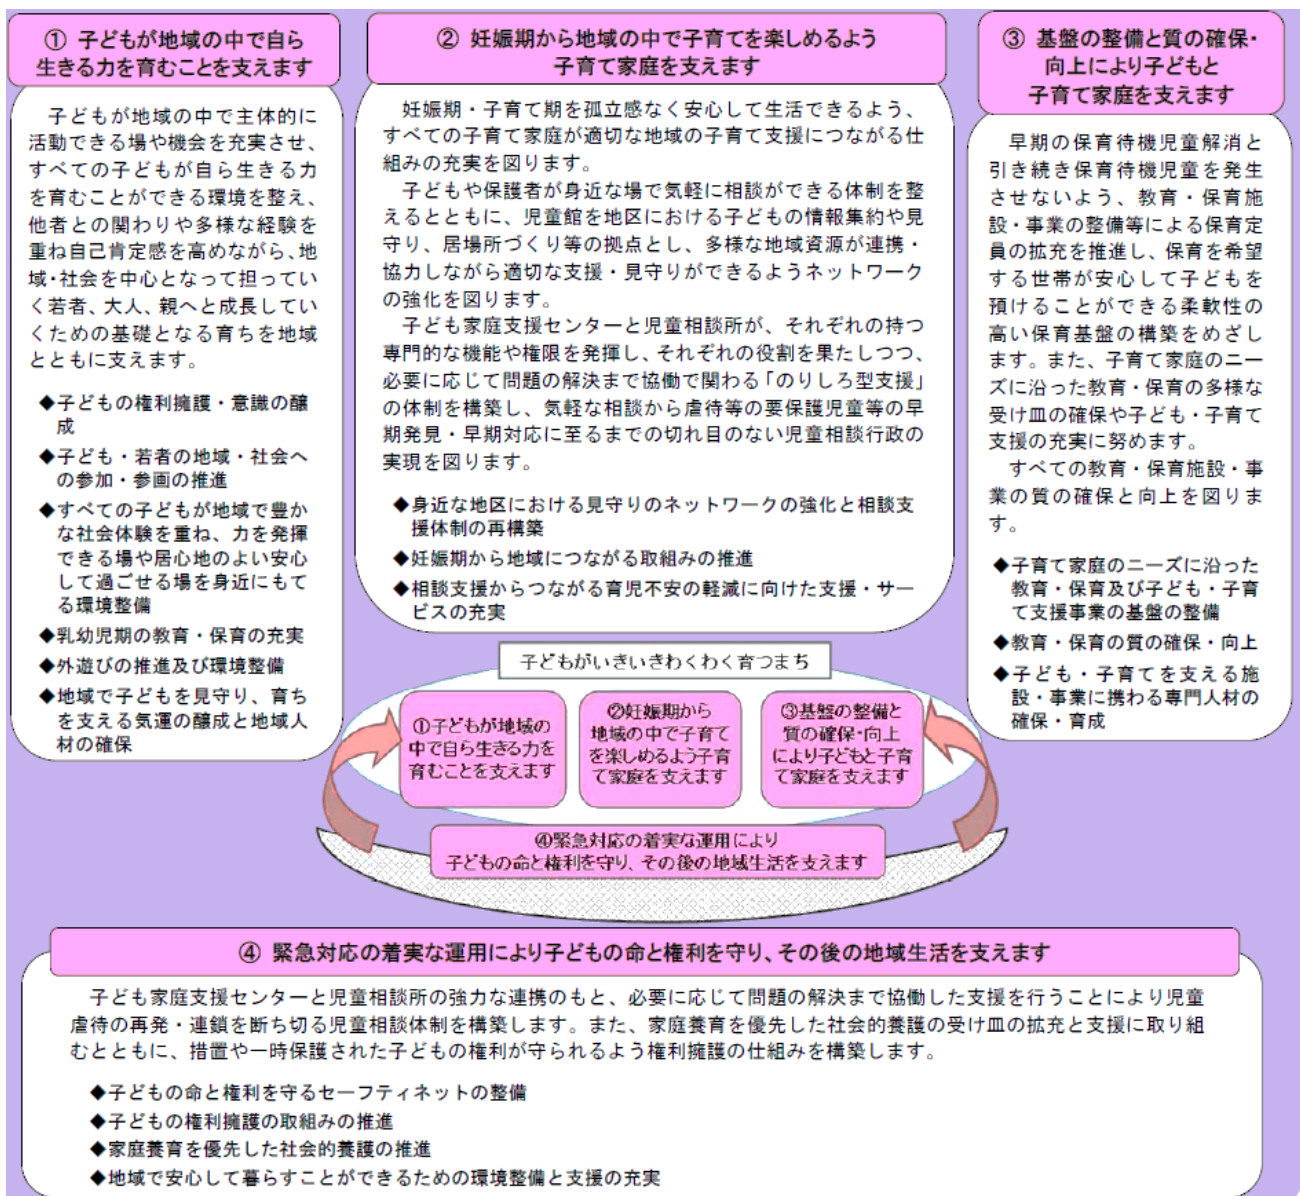 ① 子どもが地域の中で自ら
生きる力を育むことを支えます
子どもが地域の中で主体的に
活動できる場や機会を充実させ、
すべての子どもが自ら生きる力
を育むことができる環境を整え、
他者との関わりや多様な経験を
重ね自己肯定感を高めながら、地
域・社会を中心となって担ってい
く若者、大人、親へと成長してい
くための基礎となる育ちを地域
とともに支えます。
◆子どもの権利擁護・意識の醸
成
◆子ども・若者の地域・社会へ
の参加・参画の推進
◆すべての子どもが地域で豊か
な社会体験を重ね、力を発揮
できる場や居心地のよい安心
して過ごせる場を身近にもて
る環境整備
◆乳幼児期の教育・保育の充実
◆外遊びの推進及び環境整備
◆地域で子どもを見守り、育ち
を支える気運の醸成と地域人
材の確保
② 妊娠期から地域の中で子育てを楽しめるよう
子育て家庭を支えます
妊娠期・子育て期を孤立感なく安心して生活できるよう、
すべての子育て家庭が適切な地域の子育て支援につながる仕
組みの充実を図ります。
子どもや保護者が身近な場で気軽に相談ができる体制を整
えるとともに、児童館を地区における子どもの情報集約や見
守り、居場所づくり等の拠点とし、多様な地域資源が連携・
協力しながら適切な支援・見守りができるようネットワーク
の強化を図ります。
子ども家庭支援センターと児童相談所が、それぞれの持つ
専門的な機能や権限を発揮し、それぞれの役割を果たしつつ、
必要に応じて問題の解決まで協働で関わる「のりしろ型支援」
の体制を構築し、気軽な相談から虐待等の要保護児童等の早
期発見・早期対応に至るまでの切れ目のない児童相談行政の
実現を図ります。
◆身近な地区における見守りのネットワークの強化と相談支
援体制の再構築
◆妊娠期から地域につながる取組みの推進
◆相談支援からつながる育児不安の軽減に向けた支援・サー
ビスの充実
③ 基盤の整備と質の確保・
向上により子どもと
子育て家庭を支えます
早期の保育待機児童解消と
引き続き保育待機児童を発生
させないよう、教育・保育施
設・事業の整備等による保育定
員の拡充を推進し、保育を希望
する世帯が安心して子どもを
預けることができる柔軟性の
高い保育基盤の構築をめざし
ます。また、子育て家庭のニー
ズに沿った教育・保育の多様な
受け皿の確保や子ども・子育て
支援の充実に努めます。
すべての教育・保育施設・事
業の質の確保と向上を図りま
す。
◆子育て家庭のニーズに沿った
教育・保育及び子ども・子育
て支援事業の基盤の整備
◆教育・保育の質の確保・向上
◆子ども・子育てを支える施
設・事業に携わる専門人材の
確保・育成
子どもがいきいきわくわく育つまち
①子どもが地域の
中で自ら生きる力を
育むことを支えます
②妊娠期から
地域の中で子育て
を楽しめるよう子育
て家庭を支えます
③基盤の整備と
質の確保・向上
により子どもと子育
て家庭を支えます
④緊急対応の着実な運用により
子どもの命と権利を守り、その後の地域生活を支えます
④ 緊急対応の着実な運用により子どもの命と権利を守り、その後の地域生活を支えます
子ども家庭支援センターと児童相談所の強力な連携のもと、必要に応じて問題の解決まで協働した支援を行うことにより児童
虐待の再発・連鎖を断ち切る児童相談体制を構築します。また、家庭養育を優先した社会的養護の受け皿の拡充と支援に取り組
むとともに、措置や一時保護された子どもの権利が守られるよう権利擁護の仕組みを構築します。
◆子どもの命と権利を守るセーフティネットの整備
◆子どもの権利擁護の取組みの推進
◆家庭養育を優先した社会的養護の推進
◆地域で安心して暮らすことができるための環境整備と支援の充実